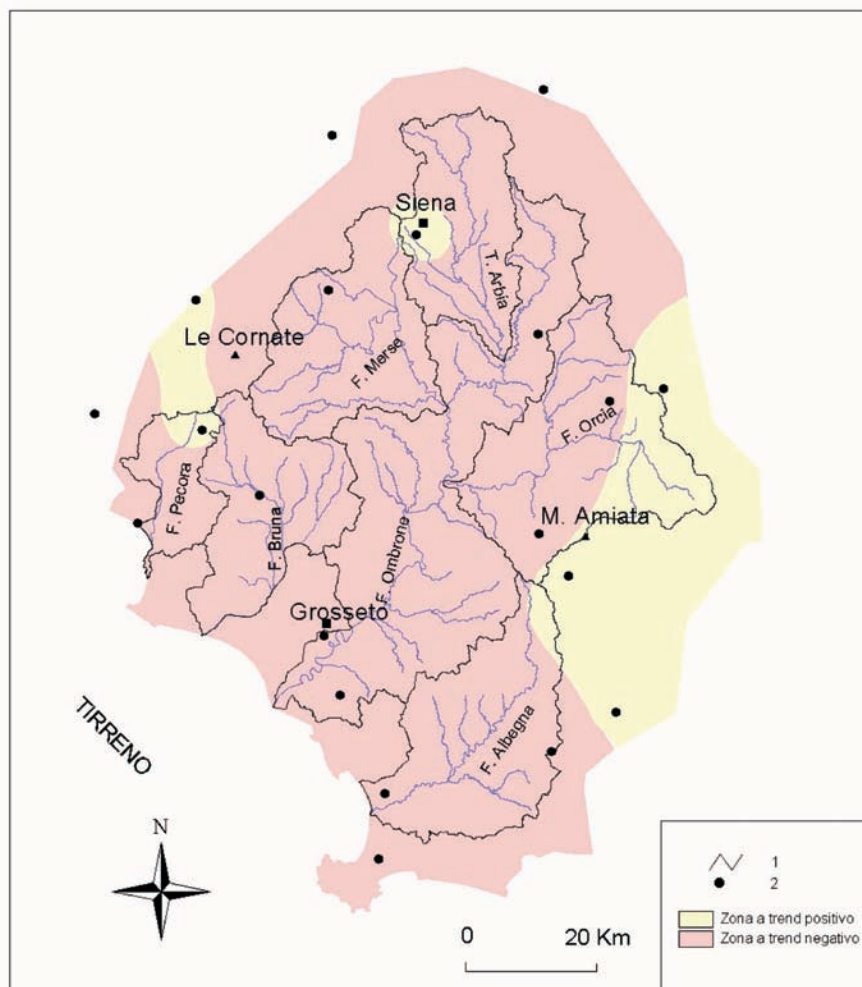 Siena
T. Arbia
Le Cornate
F. Merse
F. Orcia
F. Pecora
F. Bruna
M. Amiata
F. Ombrone
Grosseto
F. Albegna
TIRRENO
N
0 20 Km
1
2
Zona a trend positivo
Zona a trend negativo